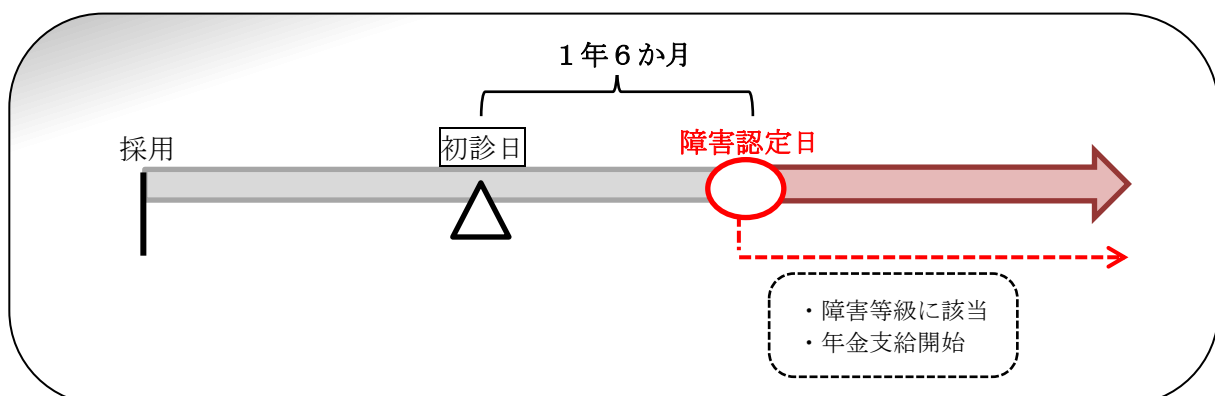 1年6か月
採用
初診日
障害認定日
・障害等級に該当
・年金支給開始